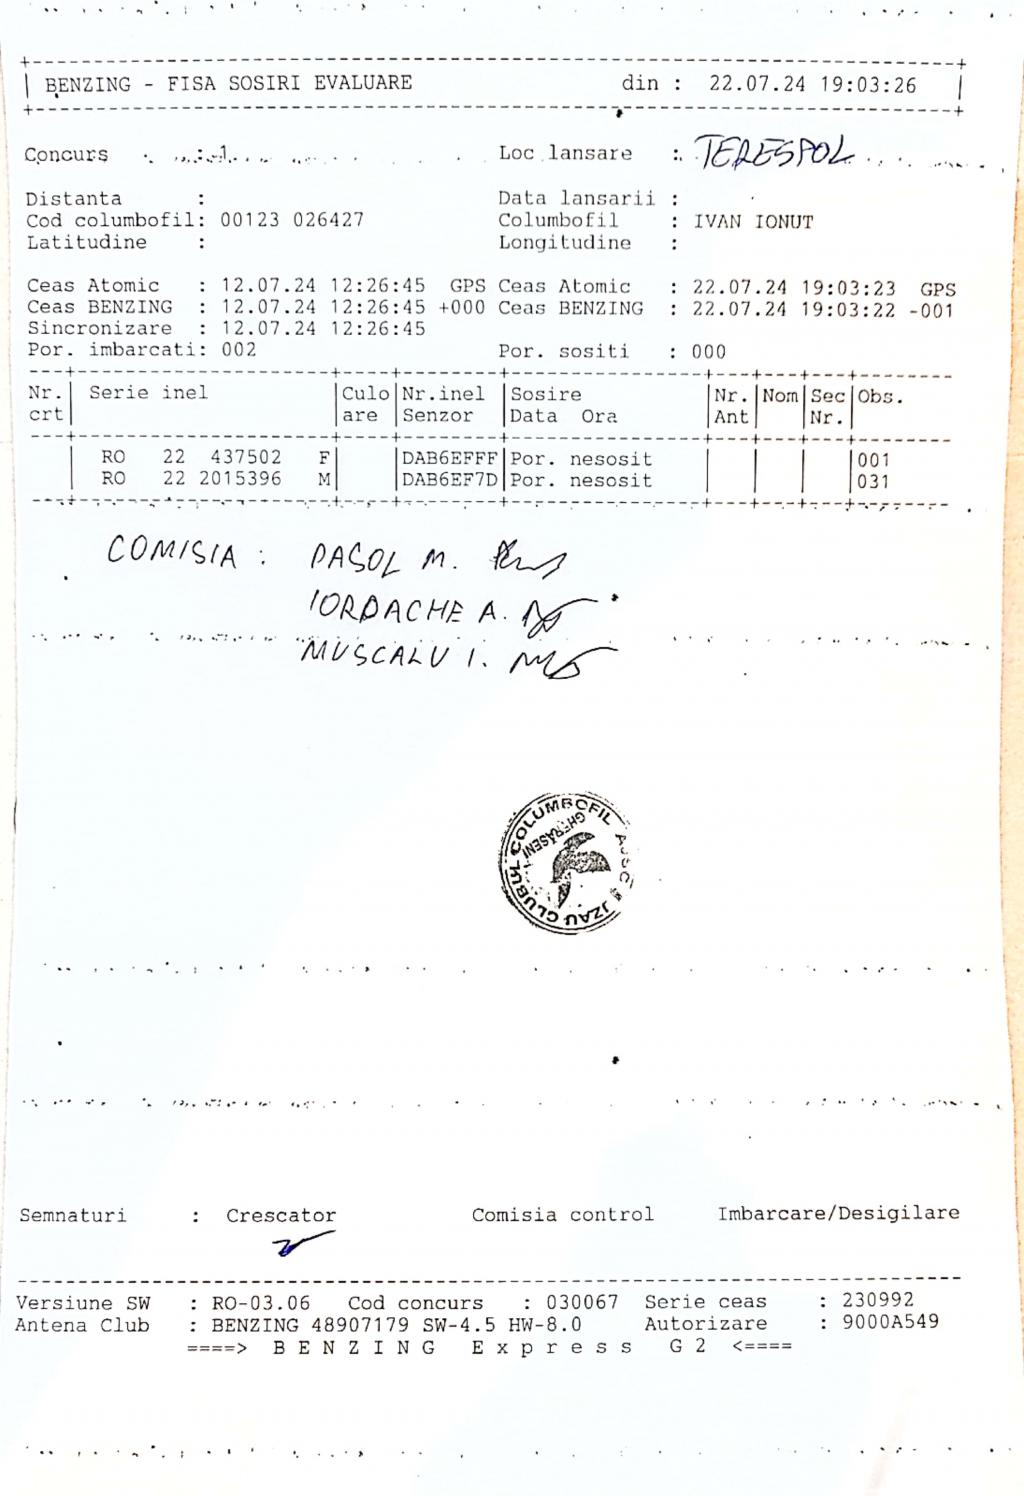 +----------------------------------------------------------------------------+
| BENZING - FISA SOSIRI EVALUARE din : 22.07.24 19:03:26 |
+----------------------------------------------------------------------------+
Concurs : 1 Loc lansare : TERESPOL
Distanta : Data lansarii :
Cod columbofil: 00123 026427 Columbofil : IVAN IONUT
Latitudine : Longitudine :
Ceas Atomic : 12.07.24 12:26:45 GPS Ceas Atomic : 22.07.24 19:03:23 GPS
Ceas BENZING : 12.07.24 12:26:45 +000 Ceas BENZING : 22.07.24 19:03:22 -001
Sincronizare : 12.07.24 12:26:45
Por. imbarcati: 002 Por. sositi : 000
Nr. | Serie inel | Culo | Nr.inel | Sosire | Nr. | Nom | Sec | Obs.
crt | | are | Senzor | Data Ora | Ant | | Nr. |
RO 22 437502 F | | DAB6EFFF | Por. nesosit | | | | 001
RO 22 2015396 M | | DAB6EF7D | Por. nesosit | | | | 031
COMISIA : PASOL M.
IORDACHE A.
MUSCALU I.
CLUBUL COLUMBOFIL
GHERĂSENI
Semnaturi : Crescator Comisia control Imbarcare/Desigilare
Versiune SW : RO-03.06 Cod concurs : 030067 Serie ceas : 230992
Antena Club : BENZING 48907179 SW-4.5 HW-8.0 Autorizare : 9000A549
====> B E N Z I N G E x p r e s s G 2 <====